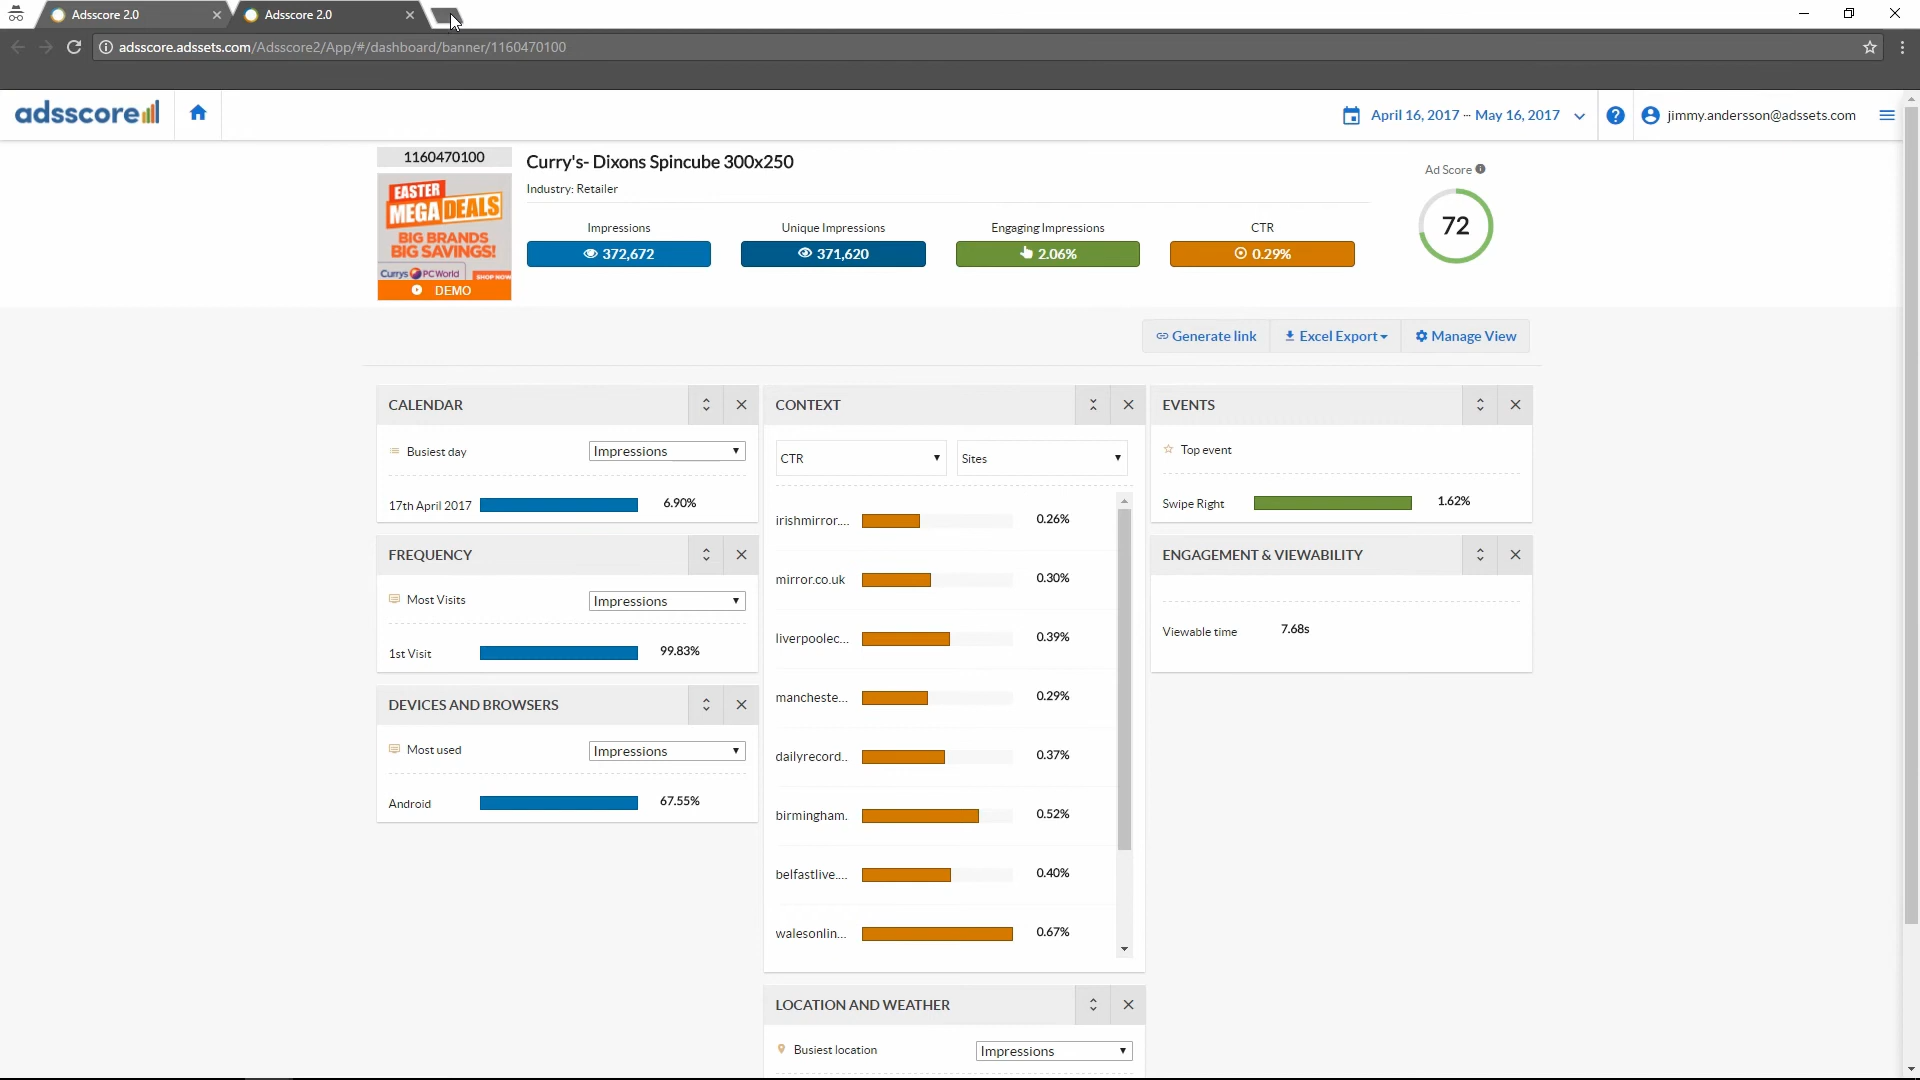 Adsscore 2.0
Adsscore 2.0
adsscore.adssets.com/Adsscore2/App/#/dashboard/banner/1160470100
adsscore
April 16, 2017 - May 16, 2017
jimmy.andersson@adssets.com
1160470100
Curry's- Dixons Spincube 300x250
Industry: Retailer
EASTER
MEGA DEALS
BIG BRANDS
BIG SAVINGS!
Currys PC World
SHOP NOW
DEMO
Impressions
372,672
Unique Impressions
371,620
Engaging Impressions
2.06%
CTR
0.29%
Ad Score
72
Generate link
Excel Export
Manage View
CALENDAR
Busiest day
Impressions
17th April 2017
6.90%
FREQUENCY
Most Visits
Impressions
1st Visit
99.83%
DEVICES AND BROWSERS
Most used
Impressions
Android
67.55%
CONTEXT
CTR
Sites
irishmirror....
0.26%
mirror.co.uk
0.30%
liverpoolec...
0.39%
mancheste...
0.29%
dailyrecord..
0.37%
birmingham.
0.52%
belfastlive....
0.40%
walesonlin...
0.67%
LOCATION AND WEATHER
Busiest location
Impressions
EVENTS
Top event
Swipe Right
1.62%
ENGAGEMENT & VIEWABILITY
Viewable time
7.68s